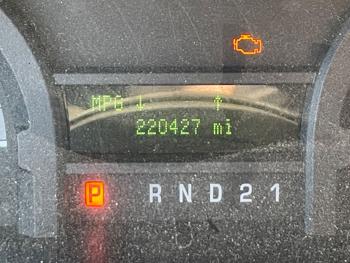 MPG ↓ ↑
220427 mi
P R N D 2 1